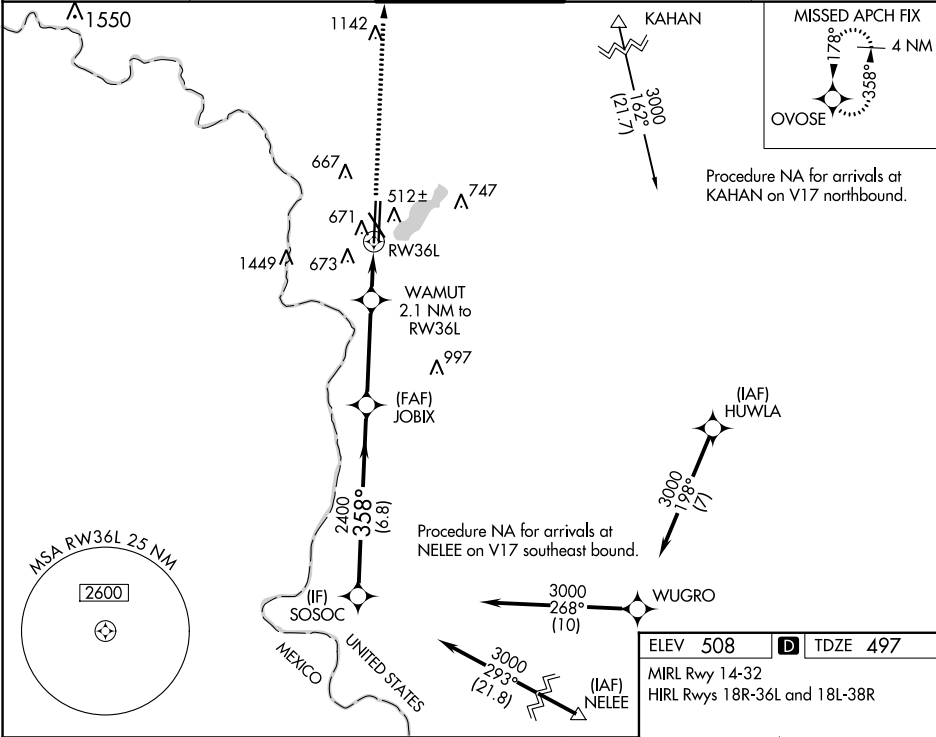 1550
1142
KAHAN
3000
162°
(21.7)
MISSED APCH FIX
4 NM
178°
358°
OVOSE
Procedure NA for arrivals at
KAHAN on V17 northbound.
667
512±
747
671
RW36L
1449
673
WAMUT
2.1 NM to
RW36L
997
(FAF)
JOBIX
(IAF)
HUWLA
3000
198°
(7)
2400
358°
(6.8)
Procedure NA for arrivals at
NELEE on V17 southeast bound.
MSA RW36L 25 NM
2600
(IF)
SOSOC
3000
268°
(10)
WUGRO
MEXICO
UNITED STATES
3000
293°
(21.8)
(IAF)
NELEE
ELEV 508 D TDZE 497
MIRL Rwy 14-32
HIRL Rwys 18R-36L and 18L-38R